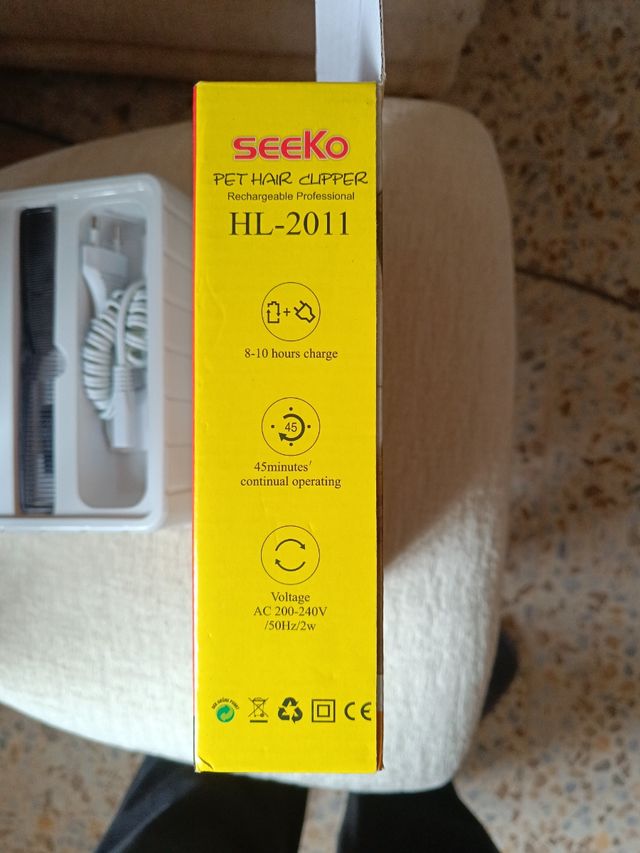 SEEKO
PET HAIR CLIPPER
Rechargeable Professional
HL-2011
8-10 hours charge
45
45minutes'
continual operating
Voltage
AC 200-240V
/50Hz/2w
CE